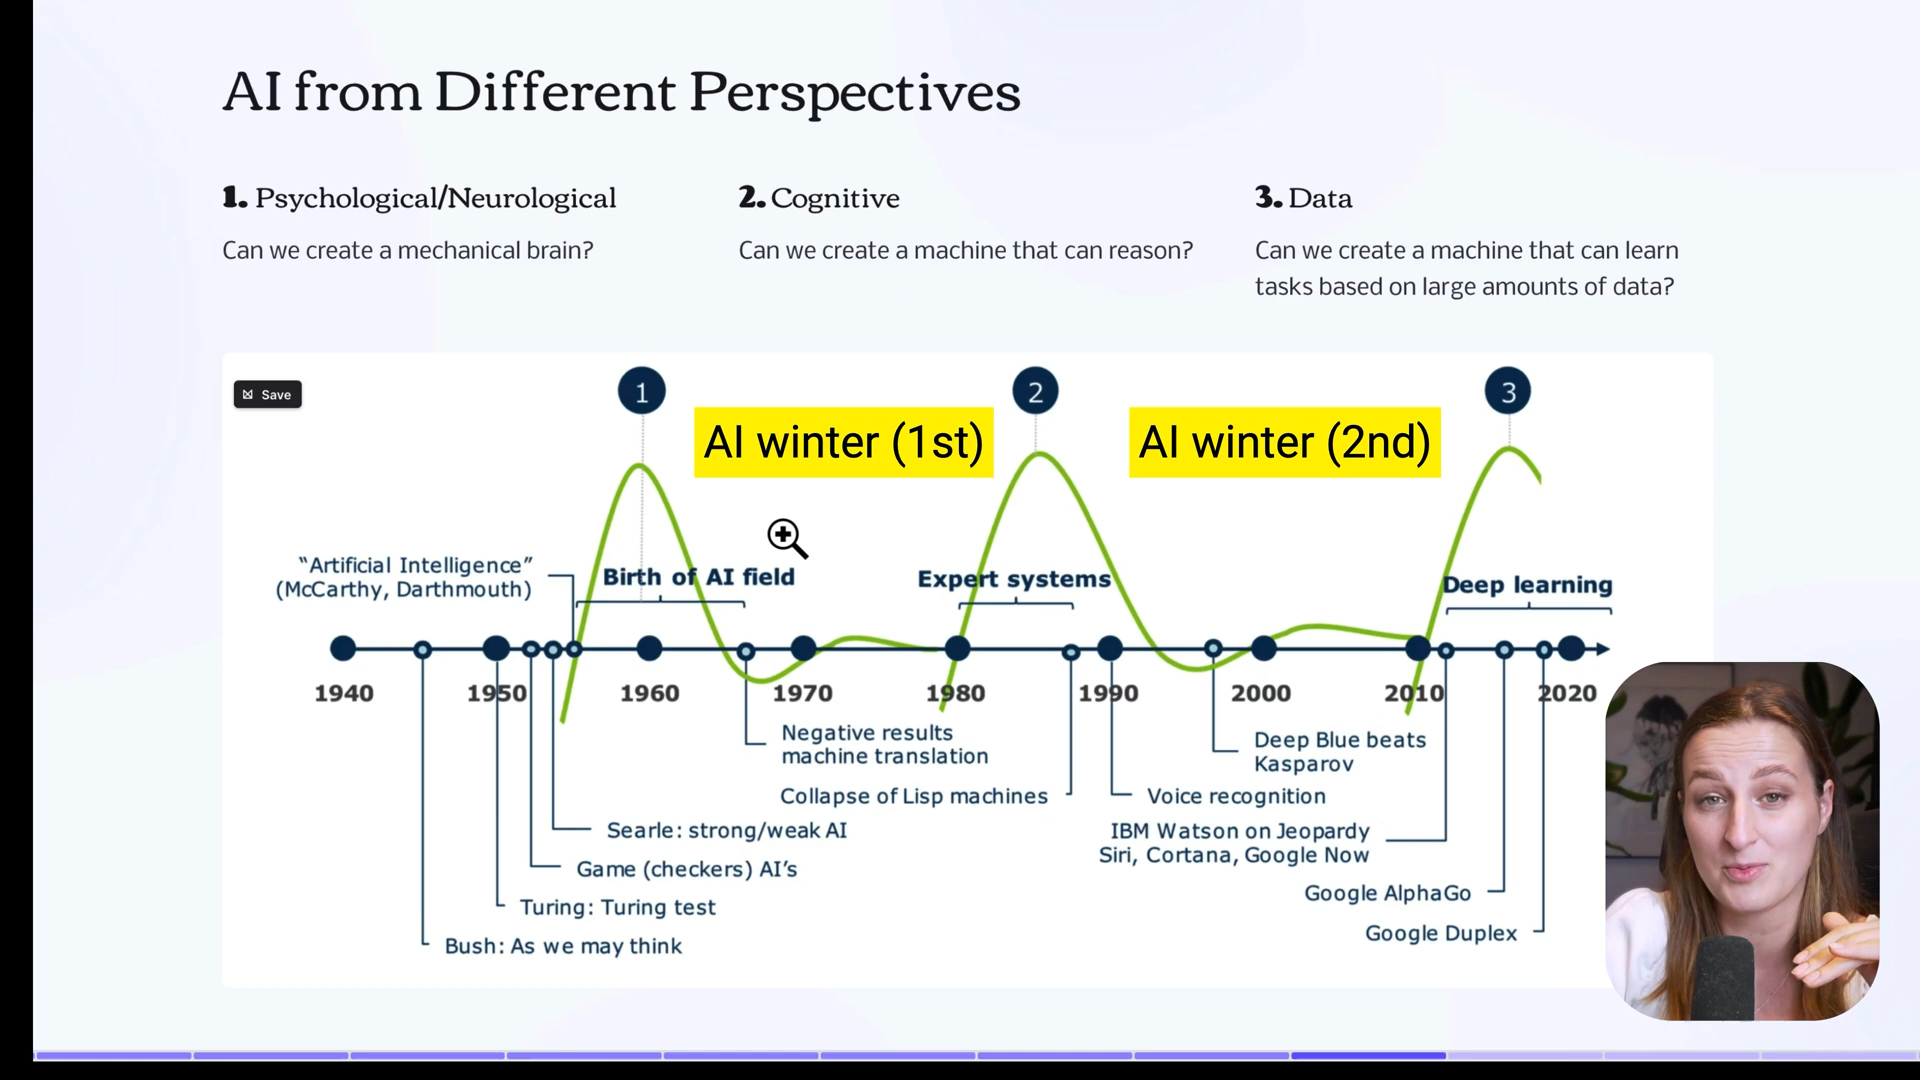 AI from Different Perspectives
1. Psychological/Neurological
Can we create a mechanical brain?
2. Cognitive
Can we create a machine that can reason?
3. Data
Can we create a machine that can learn
tasks based on large amounts of data?
Save
1
2
3
AI winter (1st)
AI winter (2nd)
“Artificial Intelligence”
(McCarthy, Darthmouth)
Birth of AI field
Expert systems
Deep learning
1940
1950
1960
1970
1980
1990
2000
2010
2020
Negative results
machine translation
Collapse of Lisp machines
Searle: strong/weak AI
Game (checkers) AI’s
Turing: Turing test
Bush: As we may think
Deep Blue beats
Kasparov
Voice recognition
IBM Watson on Jeopardy
Siri, Cortana, Google Now
Google AlphaGo
Google Duplex